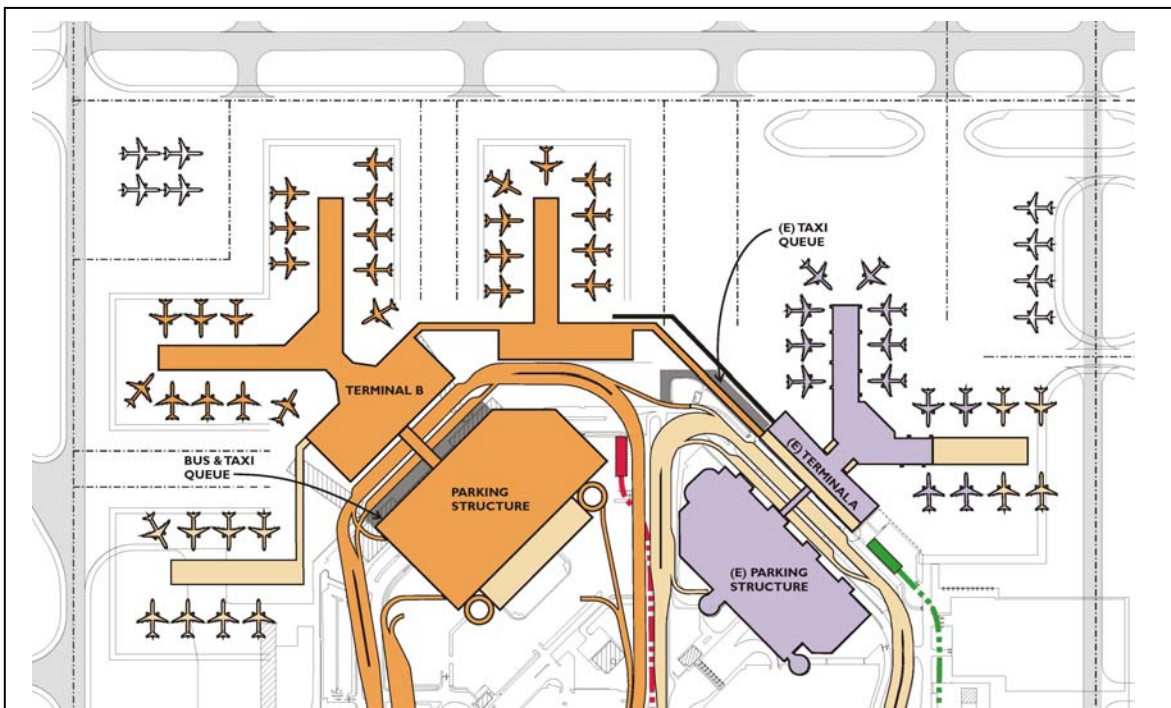 (E) TAXI
QUEUE
TERMINAL B
BUS & TAXI
QUEUE
PARKING
STRUCTURE
(E) TERMINAL A
(E) PARKING
STRUCTURE